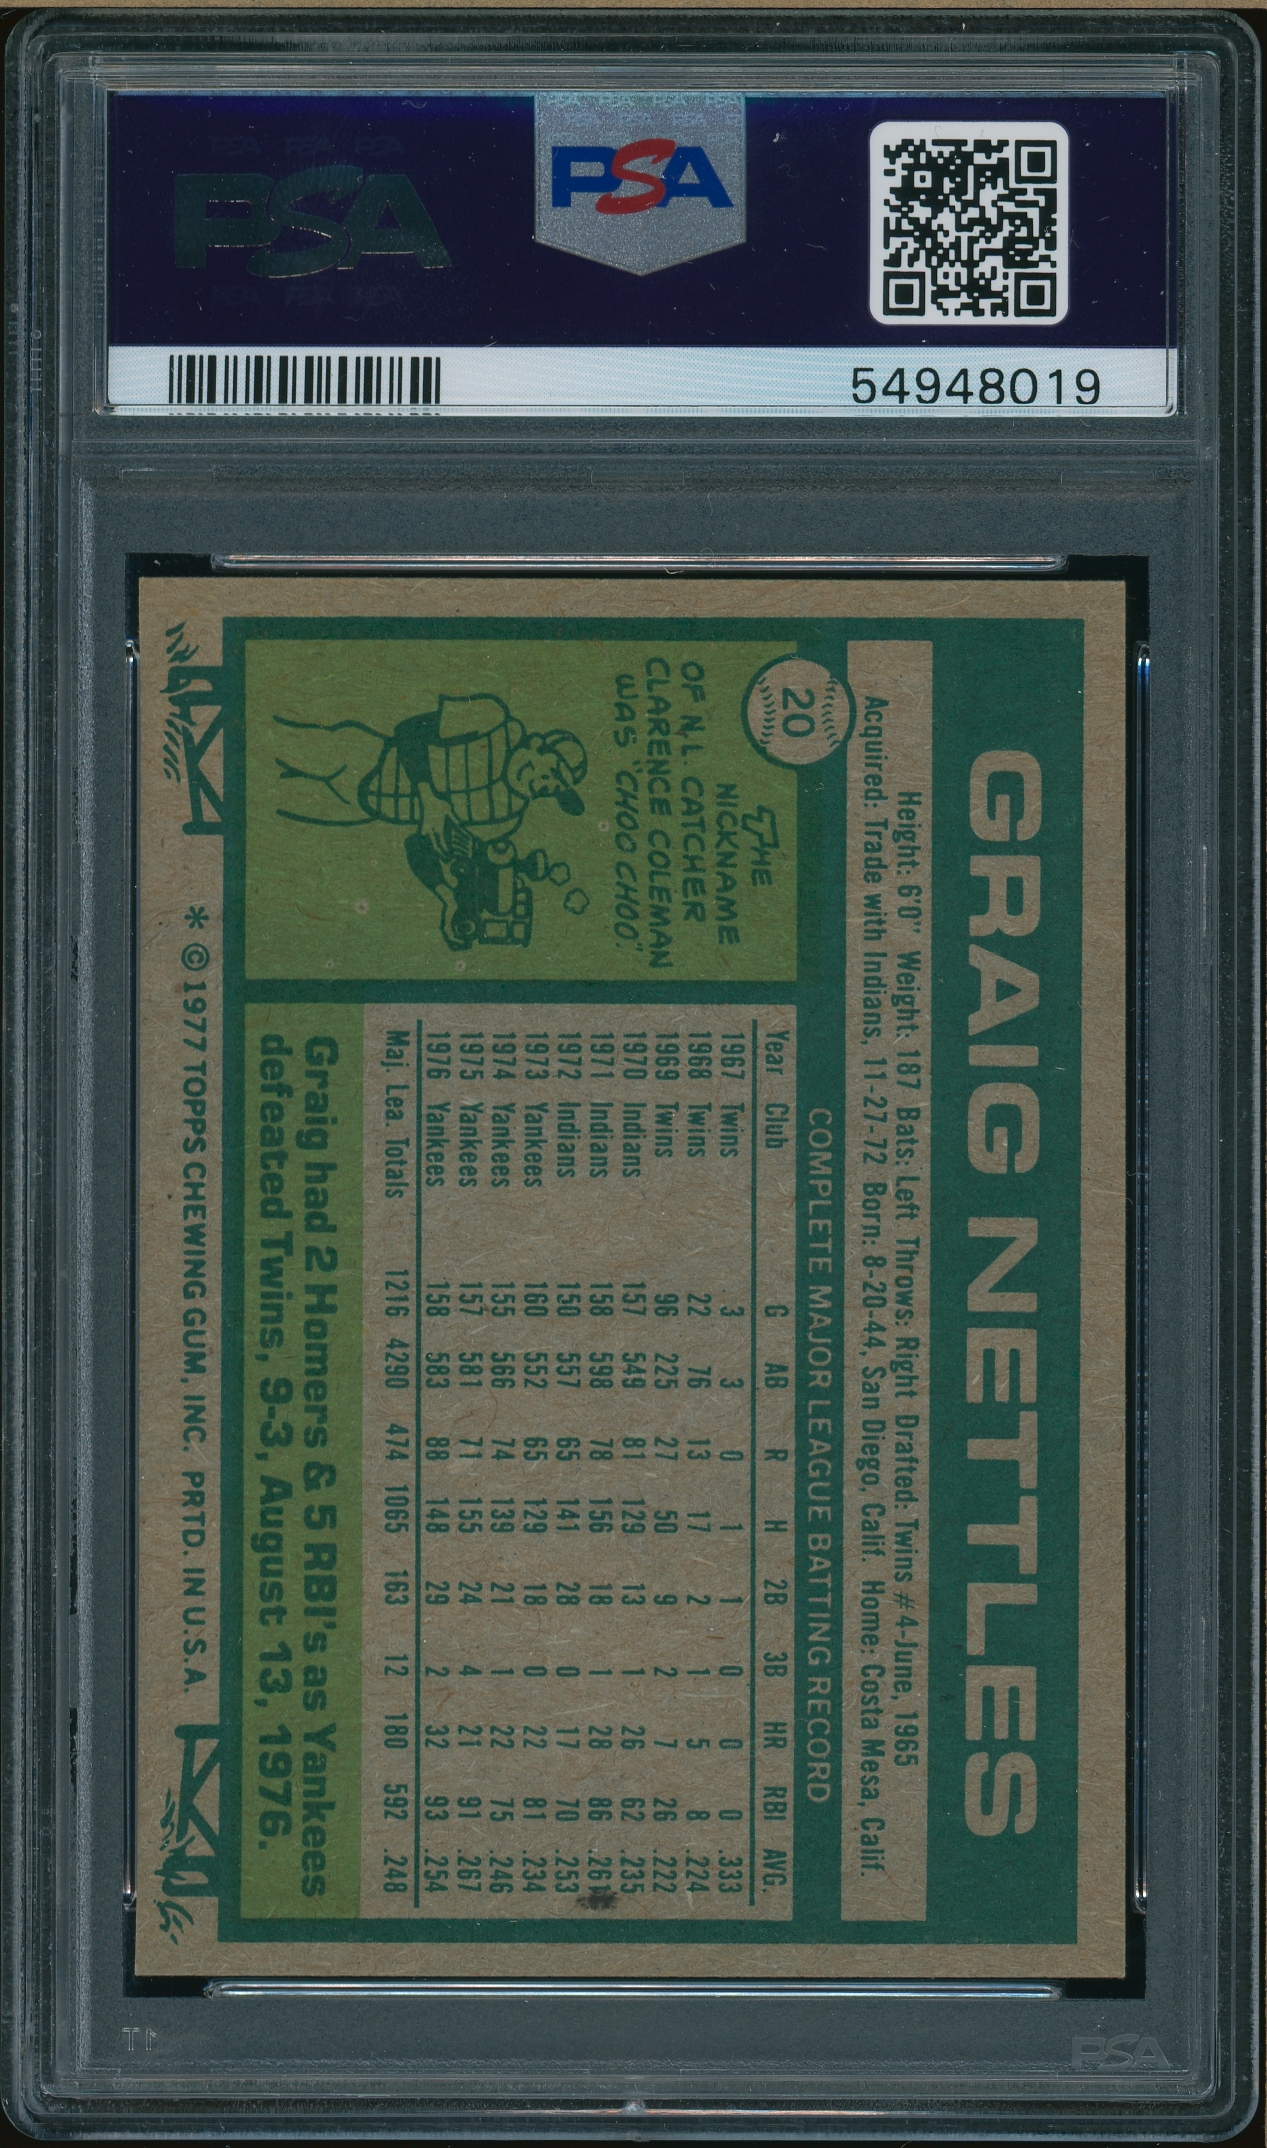 PSA
PSA
54948019
GRAIG NETTLES
Height: 6'0" Weight: 187 Bats: Left Throws: Right Drafted: Twins #4-June, 1965
Acquired: Trade with Indians, 11-27-72 Born: 8-20-44, San Diego, Calif. Home: Costa Mesa, Calif.
20
THE
NICKNAME
OF N.L. CATCHER
CLARENCE COLEMAN
WAS "CHOO CHOO."
COMPLETE MAJOR LEAGUE BATTING RECORD
Year Club G AB R H 2B 3B HR RBI AVG.
1967 Twins 3 3 0 1 1 0 0 0 .333
1968 Twins 22 76 13 17 2 1 5 8 .224
1969 Twins 96 225 27 50 9 2 7 26 .222
1970 Indians 157 549 81 129 13 1 26 62 .235
1971 Indians 158 598 78 156 18 1 28 86 .261
1972 Indians 150 557 65 141 28 0 17 70 .253
1973 Yankees 160 552 65 129 18 0 22 81 .234
1974 Yankees 155 566 74 139 21 1 22 75 .246
1975 Yankees 157 581 71 155 24 4 21 91 .267
1976 Yankees 158 583 88 148 29 2 32 93 .254
Maj. Lea. Totals 1216 4290 474 1065 163 12 180 592 .248
Graig had 2 Homers & 5 RBI's as Yankees
defeated Twins, 9-3, August 13, 1976.
* ©1977 TOPPS CHEWING GUM, INC. PRTD. IN U.S.A.
PSA